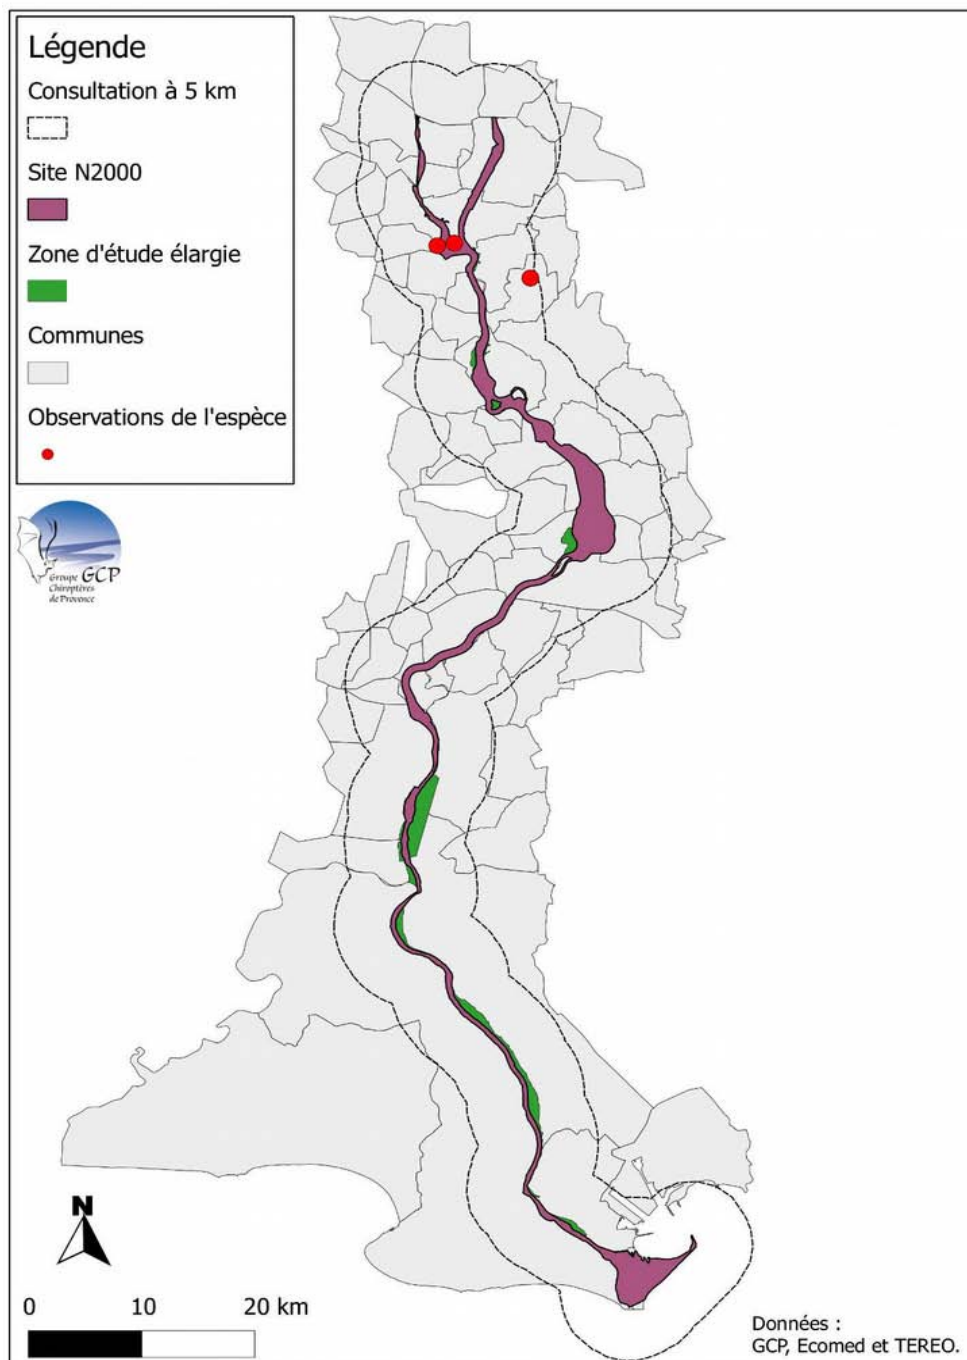 Légende
Consultation à 5 km
Site N2000
Zone d'étude élargie
Communes
Observations de l'espèce
Groupe GCP
Chiroptères
de Provence
N
0 10 20 km
Données :
GCP, Ecomed et TEREO.